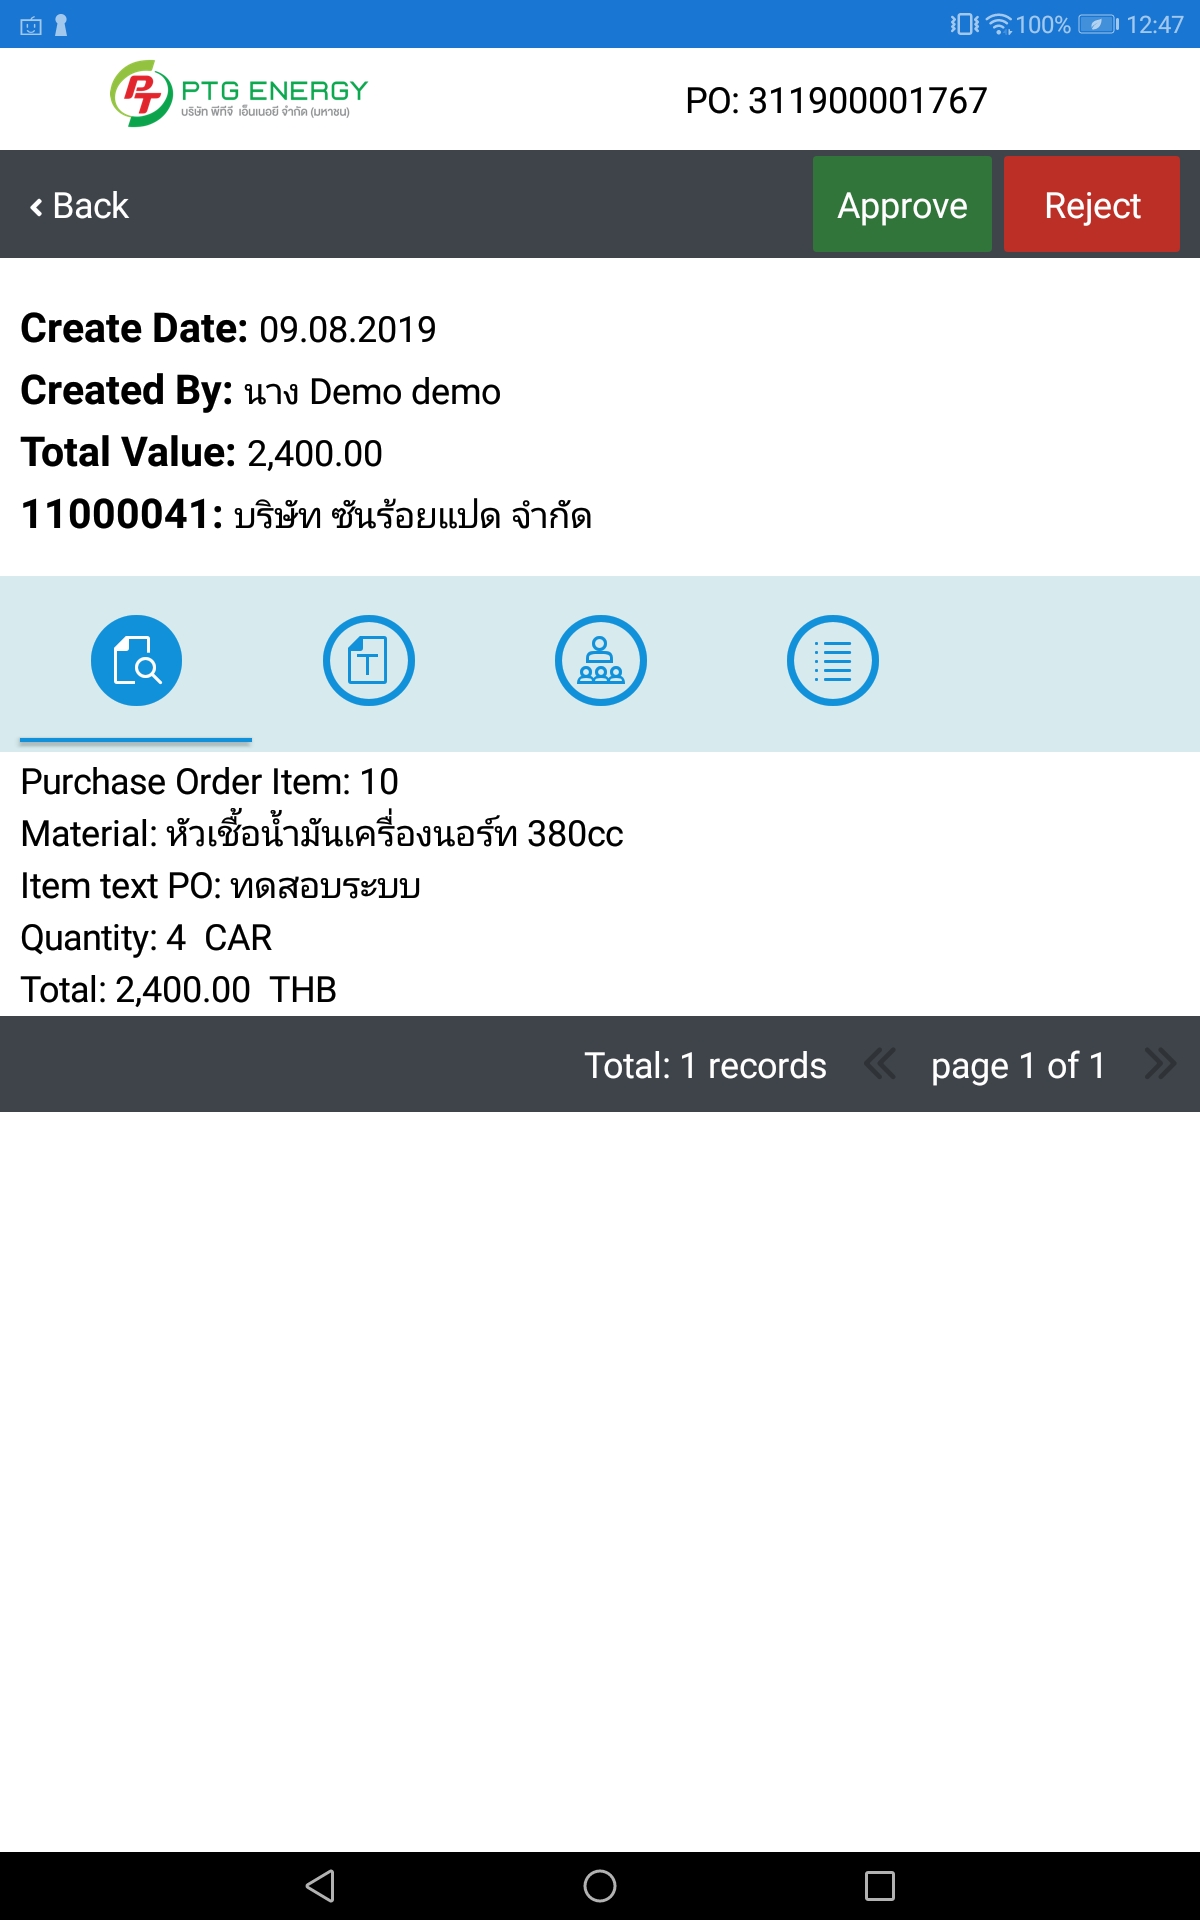 100% 12:47
PTG ENERGY
บริษัท พีทีจี เอ็นเนอยี จำกัด (มหาชน)
PO: 311900001767
Back
Approve
Reject
Create Date: 09.08.2019
Created By: นาง Demo demo
Total Value: 2,400.00
11000041: บริษัท ซันร้อยแปด จำกัด
Purchase Order Item: 10
Material: หัวเชื้อน้ำมันเครื่องนอร์ท 380cc
Item text PO: ทดสอบระบบ
Quantity: 4 CAR
Total: 2,400.00 THB
Total: 1 records page 1 of 1